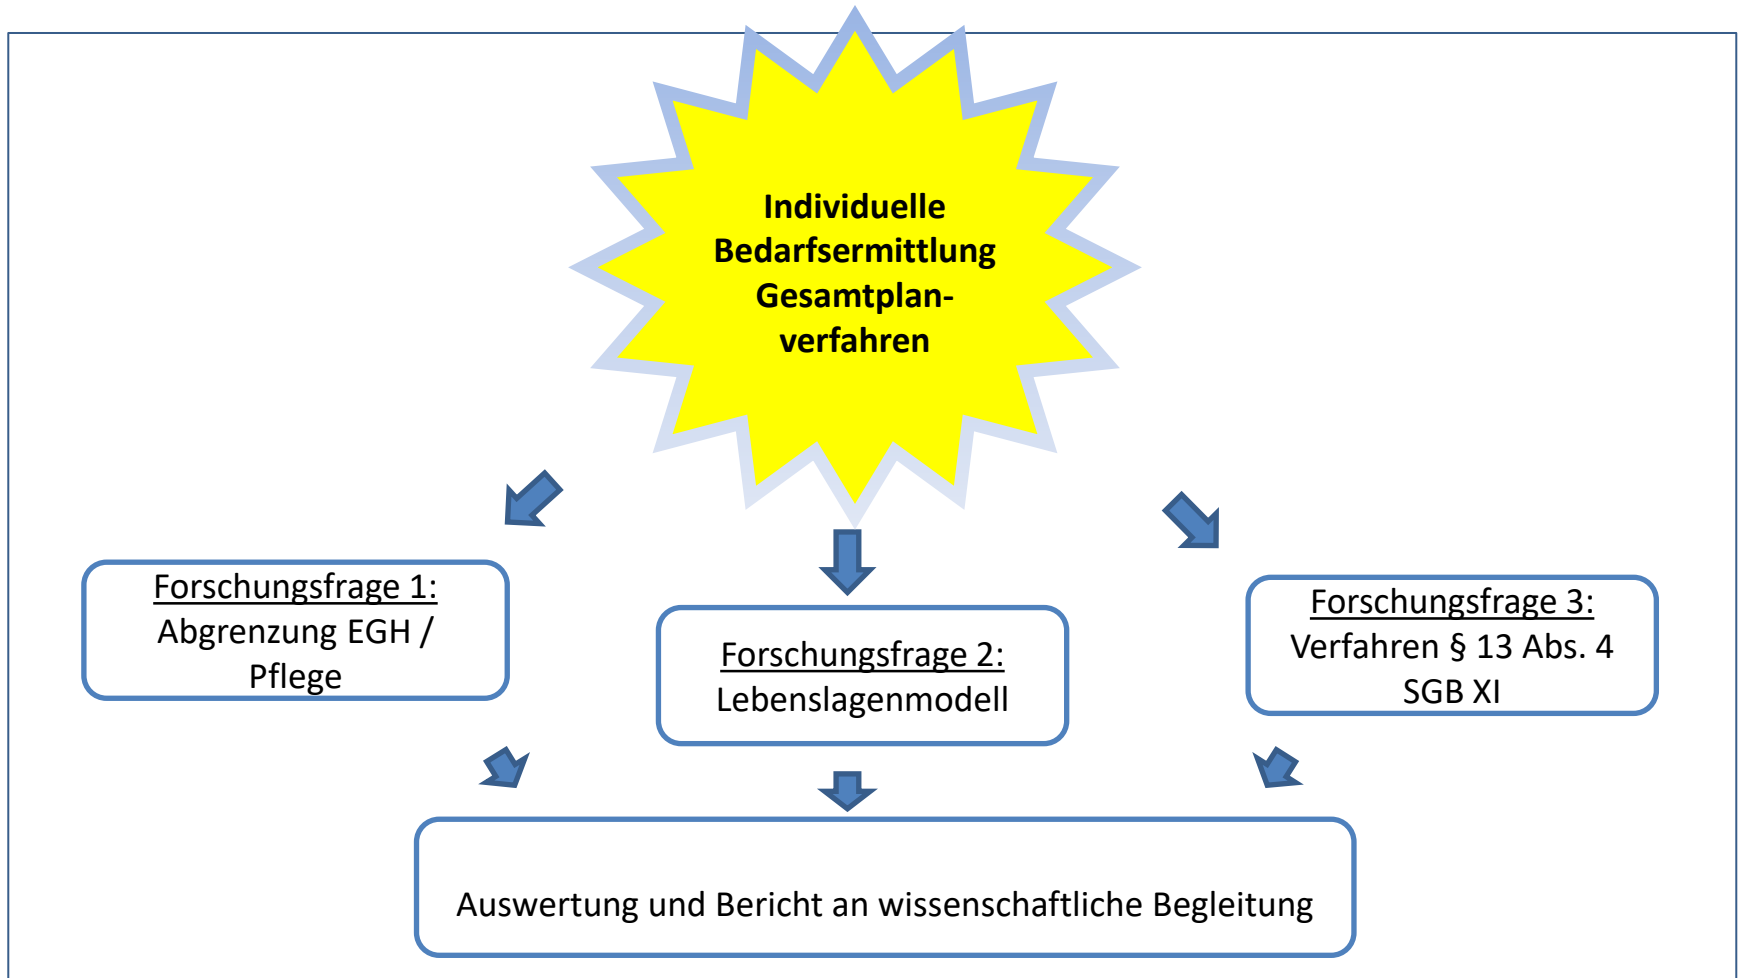 Individuelle
Bedarfsermittlung
Gesamtplan-
verfahren
Forschungsfrage 1:
Abgrenzung EGH /
Pflege
Forschungsfrage 2:
Lebenslagenmodell
Forschungsfrage 3:
Verfahren § 13 Abs. 4
SGB XI
Auswertung und Bericht an wissenschaftliche Begleitung